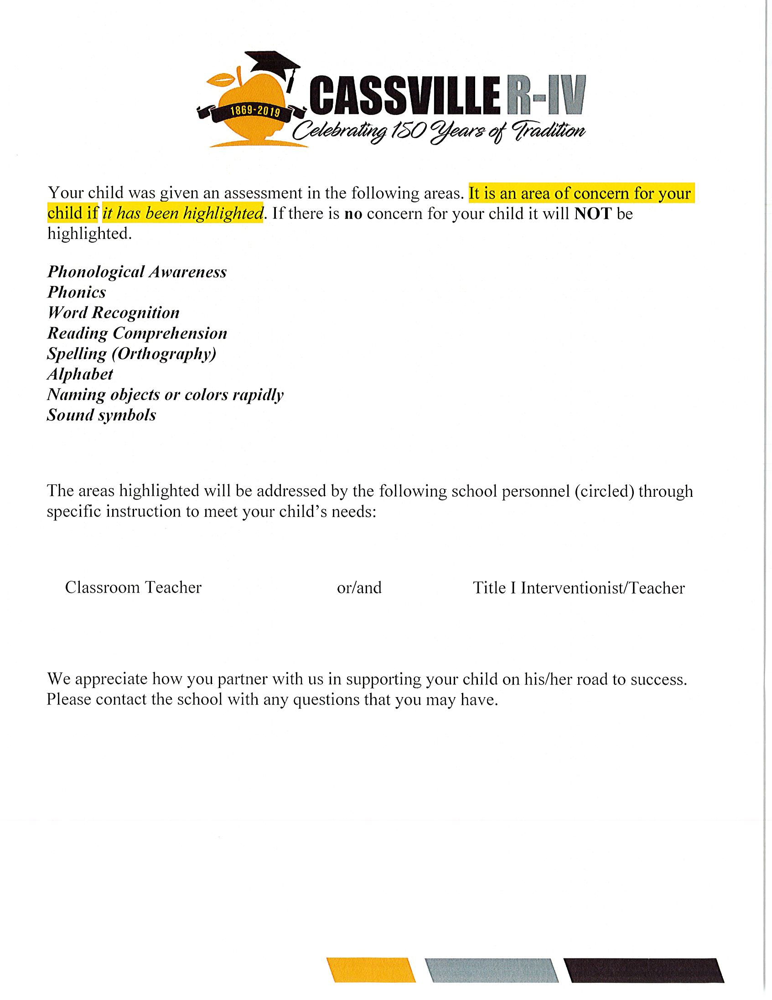 1869-2019
CASSVILLE R-IV
Celebrating 150 Years of Tradition
Your child was given an assessment in the following areas. It is an area of concern for your
child if it has been highlighted. If there is no concern for your child it will NOT be
highlighted.
Phonological Awareness
Phonics
Word Recognition
Reading Comprehension
Spelling (Orthography)
Alphabet
Naming objects or colors rapidly
Sound symbols
The areas highlighted will be addressed by the following school personnel (circled) through
specific instruction to meet your child’s needs:
Classroom Teacher or/and Title I Interventionist/Teacher
We appreciate how you partner with us in supporting your child on his/her road to success.
Please contact the school with any questions that you may have.